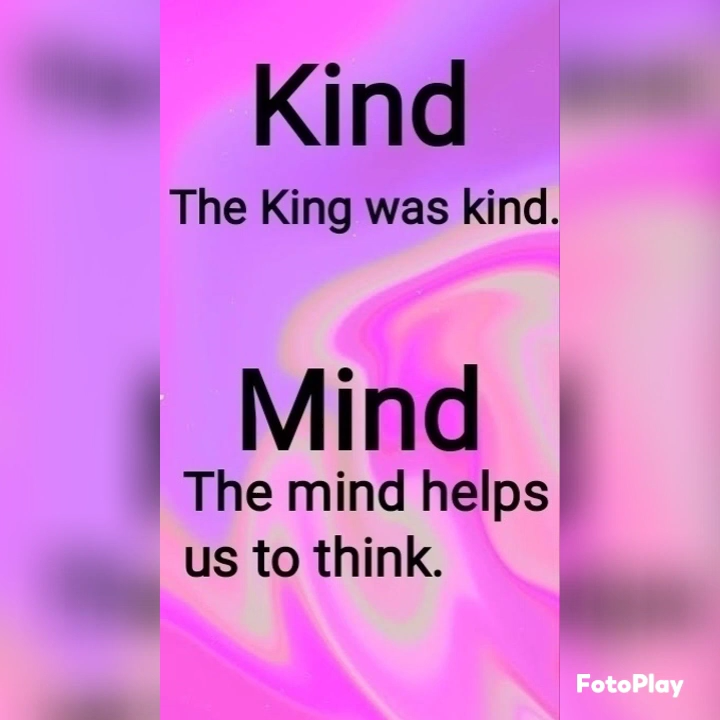 Kind
The King was kind.
Mind
The mind helps
us to think.
FotoPlay